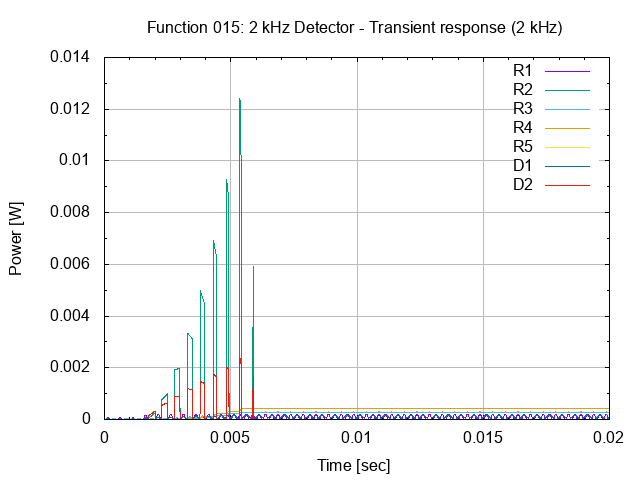 Function 015: 2 kHz Detector - Transient response (2 kHz)
0.014
0.012
0.01
0.008
0.006
0.004
0.002
0
Power [W]
R1
R2
R3
R4
R5
D1
D2
0 0.005 0.01 0.015 0.02
Time [sec]